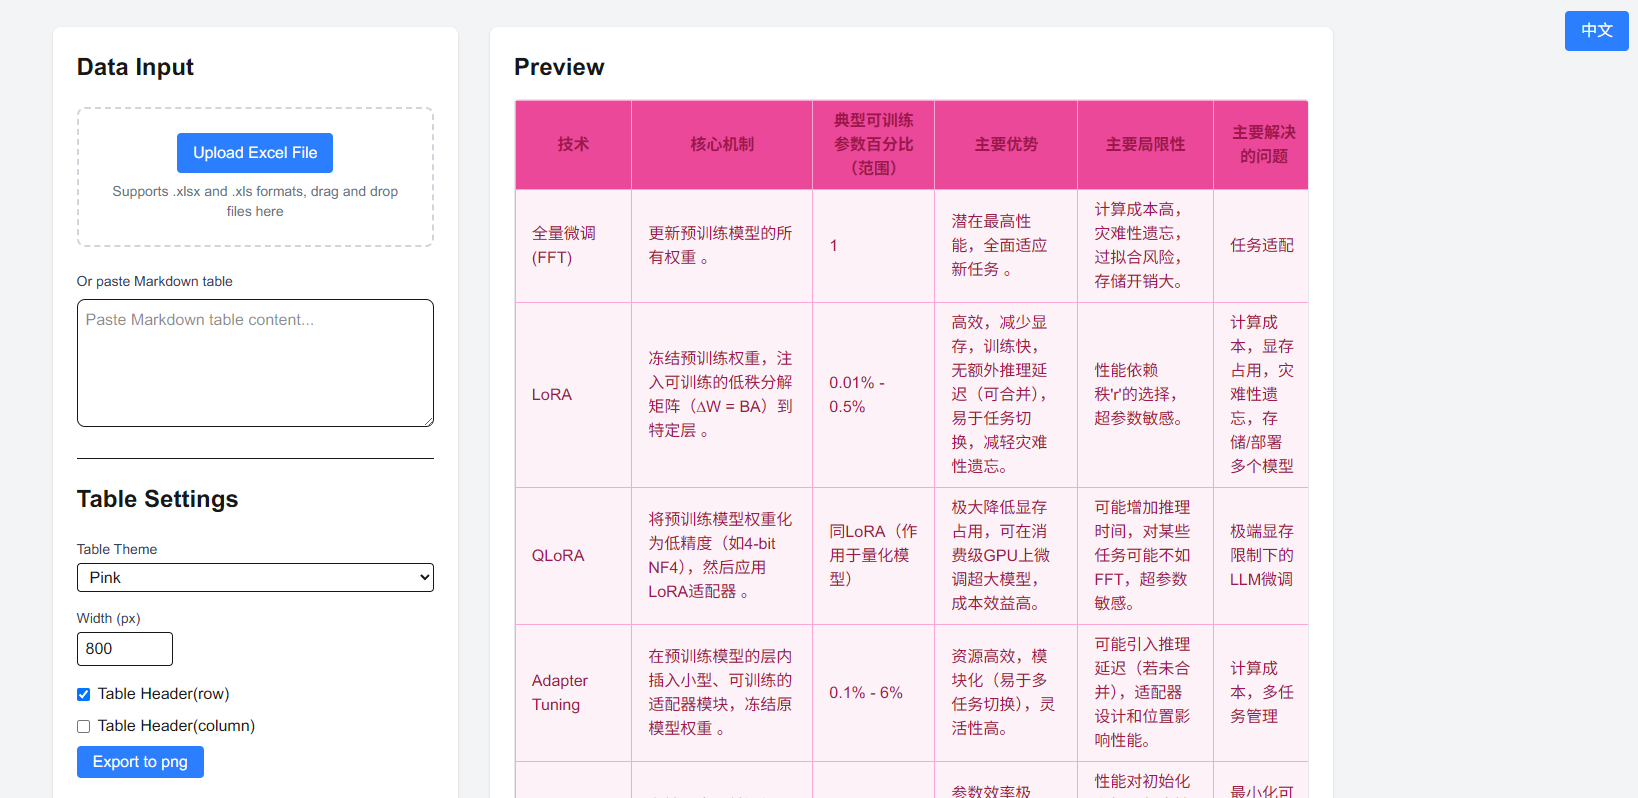 中文
Data Input
Upload Excel File
Supports .xlsx and .xls formats, drag and drop
files here
Or paste Markdown table
Paste Markdown table content...
Table Settings
Table Theme
Pink
Width (px)
800
Table Header(row)
Table Header(column)
Export to png
Preview
技术
核心机制
典型可训练
参数百分比
（范围）
主要优势
主要局限性
主要解决
的问题
全量微调
(FFT)
更新预训练模型的所
有权重 。
1
潜在最高性
能，全面适应
新任务 。
计算成本高，
灾难性遗忘，
过拟合风险，
存储开销大。
任务适配
LoRA
冻结预训练权重，注
入可训练的低秩分解
矩阵（ΔW = BA）到
特定层 。
0.01% -
0.5%
高效，减少显
存，训练快，
无额外推理延
迟（可合并），
易于任务切
换，减轻灾难
性遗忘。
性能依赖
秩'r'的选择，
超参数敏感。
计算成
本，显存
占用，灾
难性遗
忘，存
储/部署
多个模型
QLoRA
将预训练模型权重化
为低精度（如4-bit
NF4），然后应用
LoRA适配器 。
同LoRA（作
用于量化模
型）
极大降低显存
占用，可在消
费级GPU上微
调超大模型，
成本效益高。
可能增加推理
时间，对某些
任务可能不如
FFT，超参数
敏感。
极端显存
限制下的
LLM微调
Adapter
Tuning
在预训练模型的层内
插入小型、可训练的
适配器模块，冻结原
模型权重 。
0.1% - 6%
资源高效，模
块化（易于多
任务切换），灵
活性高。
可能引入推理
延迟（若未合
并），适配器
设计和位置影
响性能。
计算成
本，多任
务管理
参数效率极
性能对初始化
最小化可